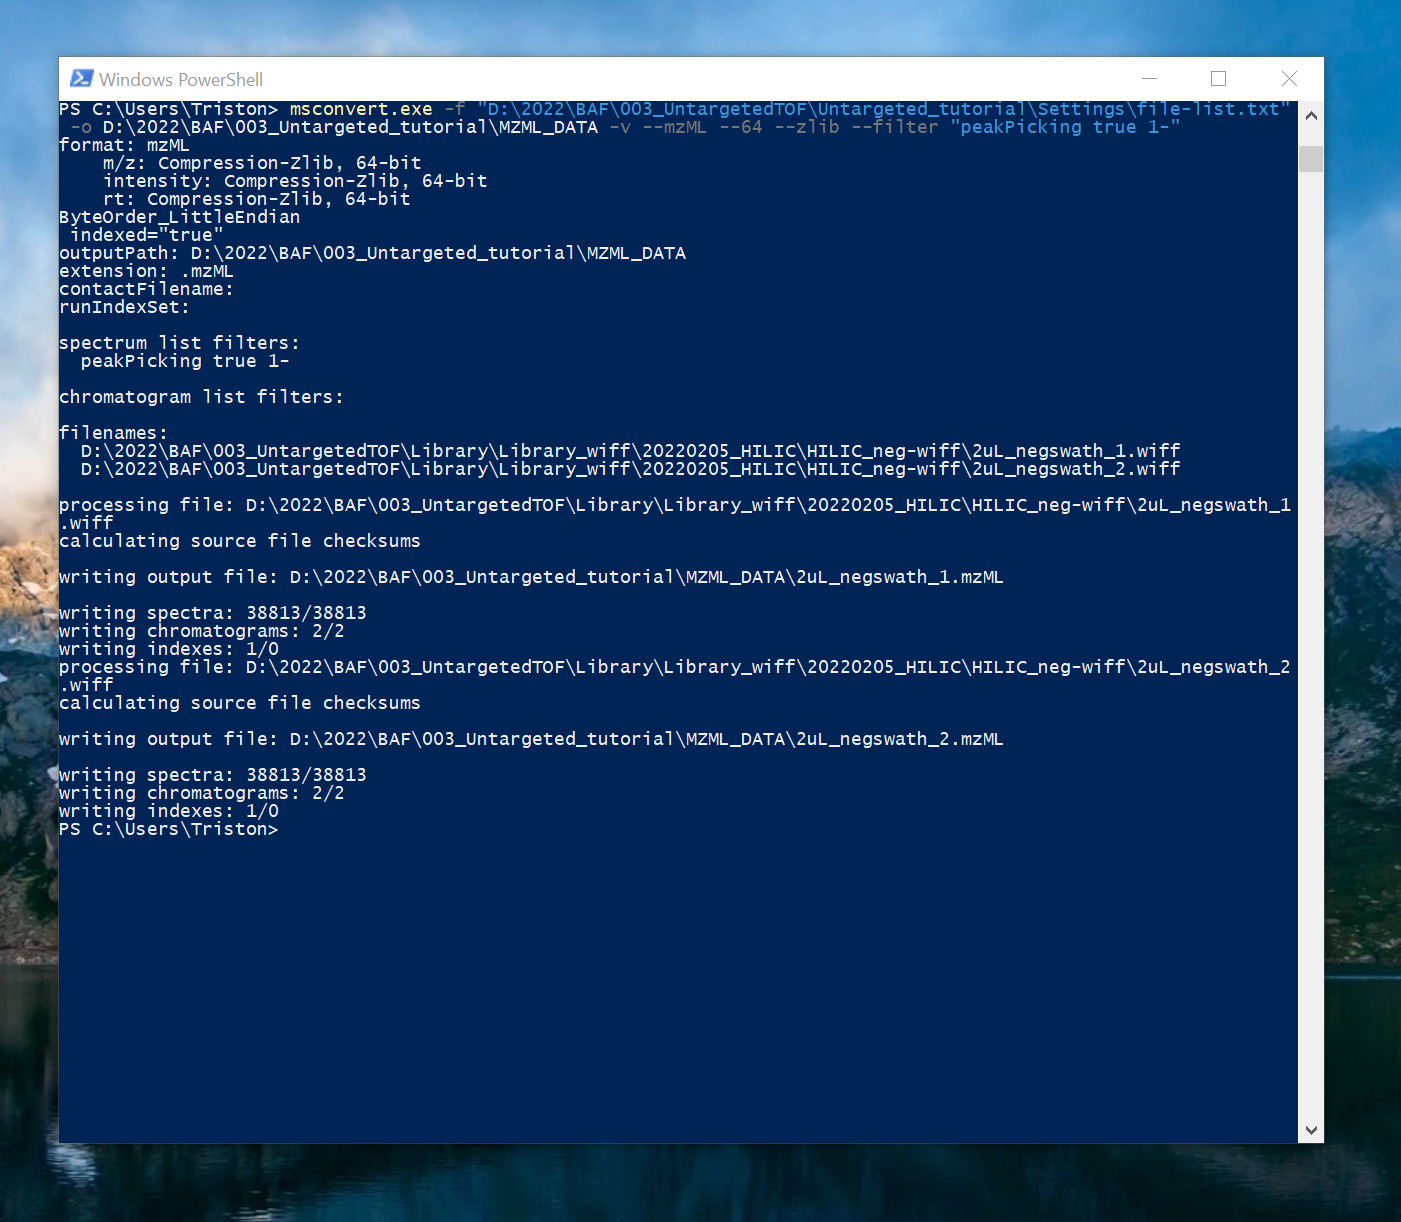 Windows PowerShell
PS C:\Users\Triston> msconvert.exe -f "D:\2022\BAF\003_UntargetedTOF\Untargeted_tutorial\Settings\file-list.txt"
 -o D:\2022\BAF\003_Untargeted_tutorial\MZML_DATA -v --mzML --64 --zlib --filter "peakPicking true 1-"
format: mzML
    m/z: Compression-Zlib, 64-bit
    intensity: Compression-Zlib, 64-bit
    rt: Compression-Zlib, 64-bit
ByteOrder_LittleEndian
 indexed="true"
outputPath: D:\2022\BAF\003_Untargeted_tutorial\MZML_DATA
extension: .mzML
contactFilename:
runIndexSet:

spectrum list filters:
  peakPicking true 1-

chromatogram list filters:

filenames:
  D:\2022\BAF\003_UntargetedTOF\Library\Library_wiff\20220205_HILIC\HILIC_neg-wiff\2uL_negswath_1.wiff
  D:\2022\BAF\003_UntargetedTOF\Library\Library_wiff\20220205_HILIC\HILIC_neg-wiff\2uL_negswath_2.wiff

processing file: D:\2022\BAF\003_UntargetedTOF\Library\Library_wiff\20220205_HILIC\HILIC_neg-wiff\2uL_negswath_1
.wiff
calculating source file checksums

writing output file: D:\2022\BAF\003_Untargeted_tutorial\MZML_DATA\2uL_negswath_1.mzML

writing spectra: 38813/38813
writing chromatograms: 2/2
writing indexes: 1/0
processing file: D:\2022\BAF\003_UntargetedTOF\Library\Library_wiff\20220205_HILIC\HILIC_neg-wiff\2uL_negswath_2
.wiff
calculating source file checksums

writing output file: D:\2022\BAF\003_Untargeted_tutorial\MZML_DATA\2uL_negswath_2.mzML

writing spectra: 38813/38813
writing chromatograms: 2/2
writing indexes: 1/0
PS C:\Users\Triston>